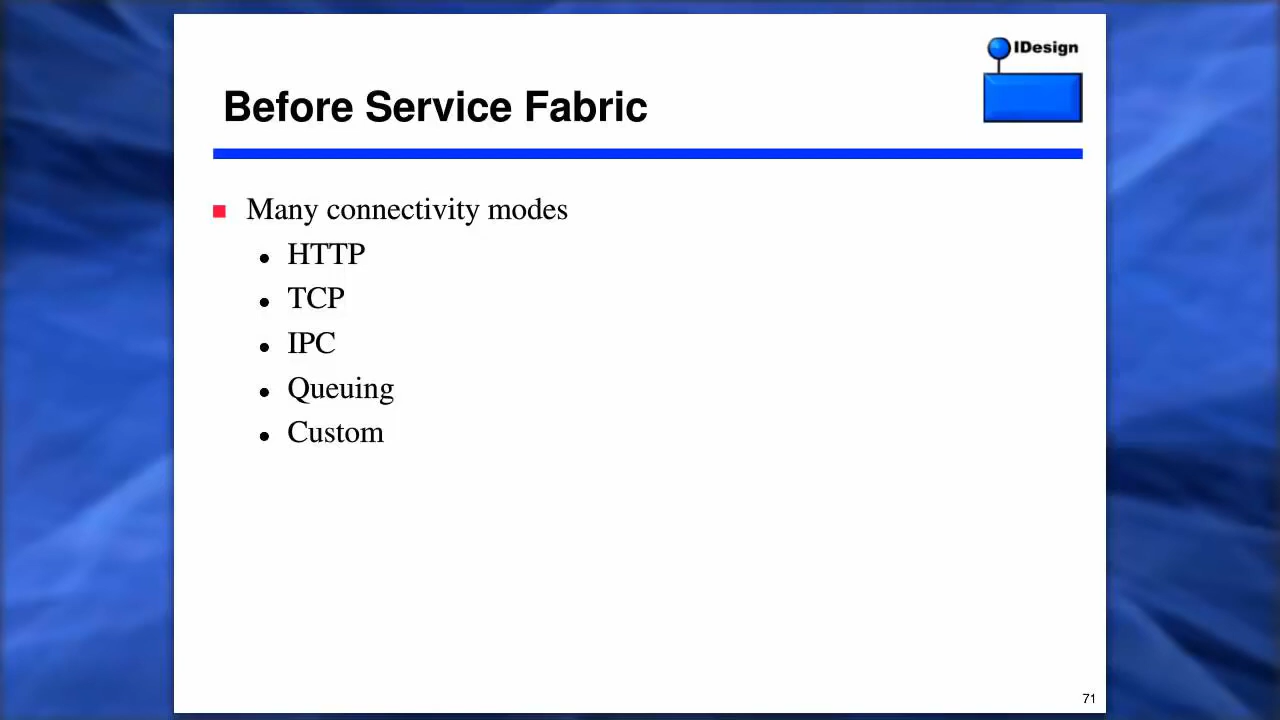 IDesign
Before Service Fabric
Many connectivity modes
HTTP
TCP
IPC
Queuing
Custom
71